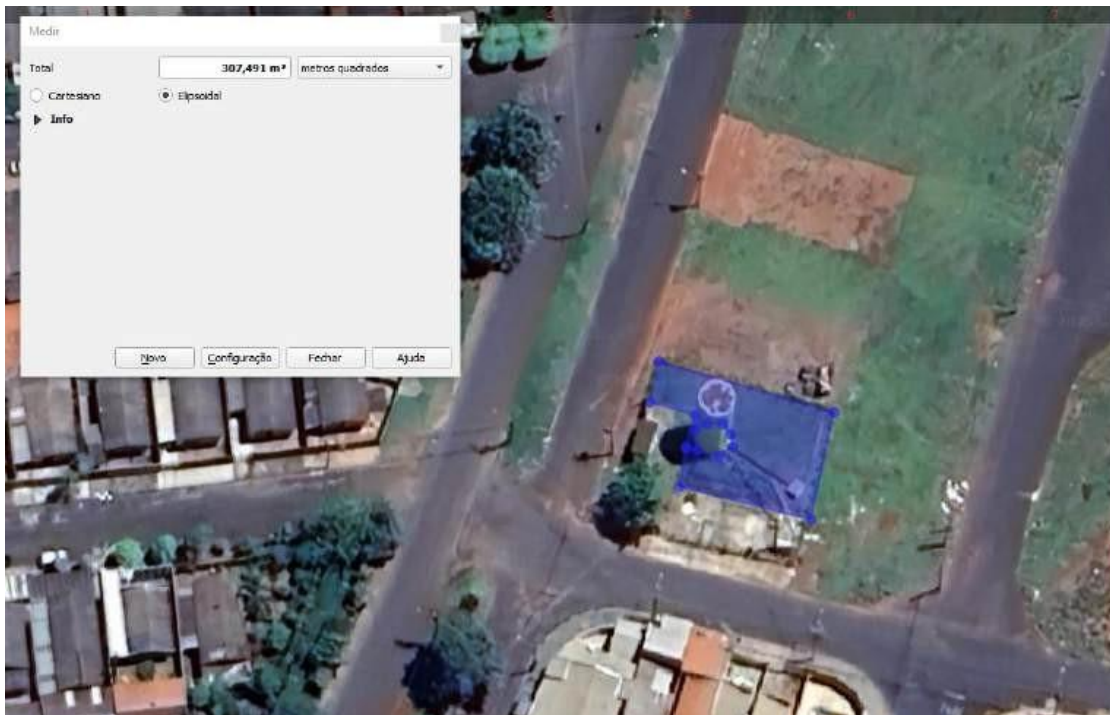 Medir
Total 307,491 m² metros quadrados
Cartesiano Elipsoidal
Info
Novo Configuração Fechar Ajuda